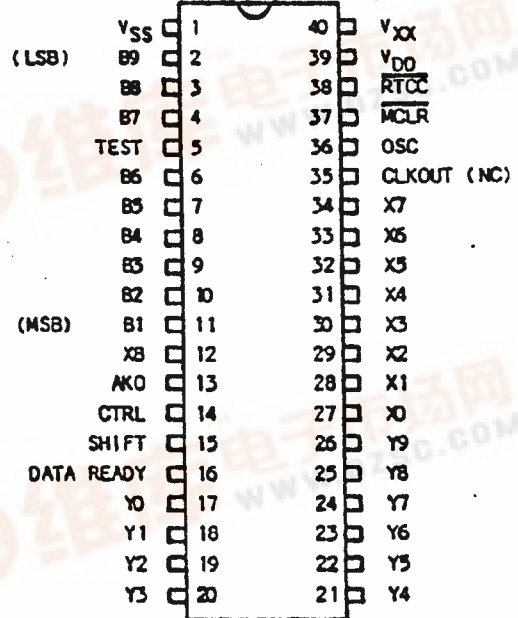 VSS 1 40 VXX
(LSB) B9 2 39 VDD
B8 3 38 RTCC
B7 4 37 MCLR
TEST 5 36 OSC
B6 6 35 CLKOUT (NC)
B5 7 34 X7
B4 8 33 X6
B3 9 32 X5
B2 10 31 X4
(MSB) B1 11 30 X3
X8 12 29 X2
AKO 13 28 X1
CTRL 14 27 X0
SHIFT 15 26 Y9
DATA READY 16 25 Y8
Y0 17 24 Y7
Y1 18 23 Y6
Y2 19 22 Y5
Y3 20 21 Y4